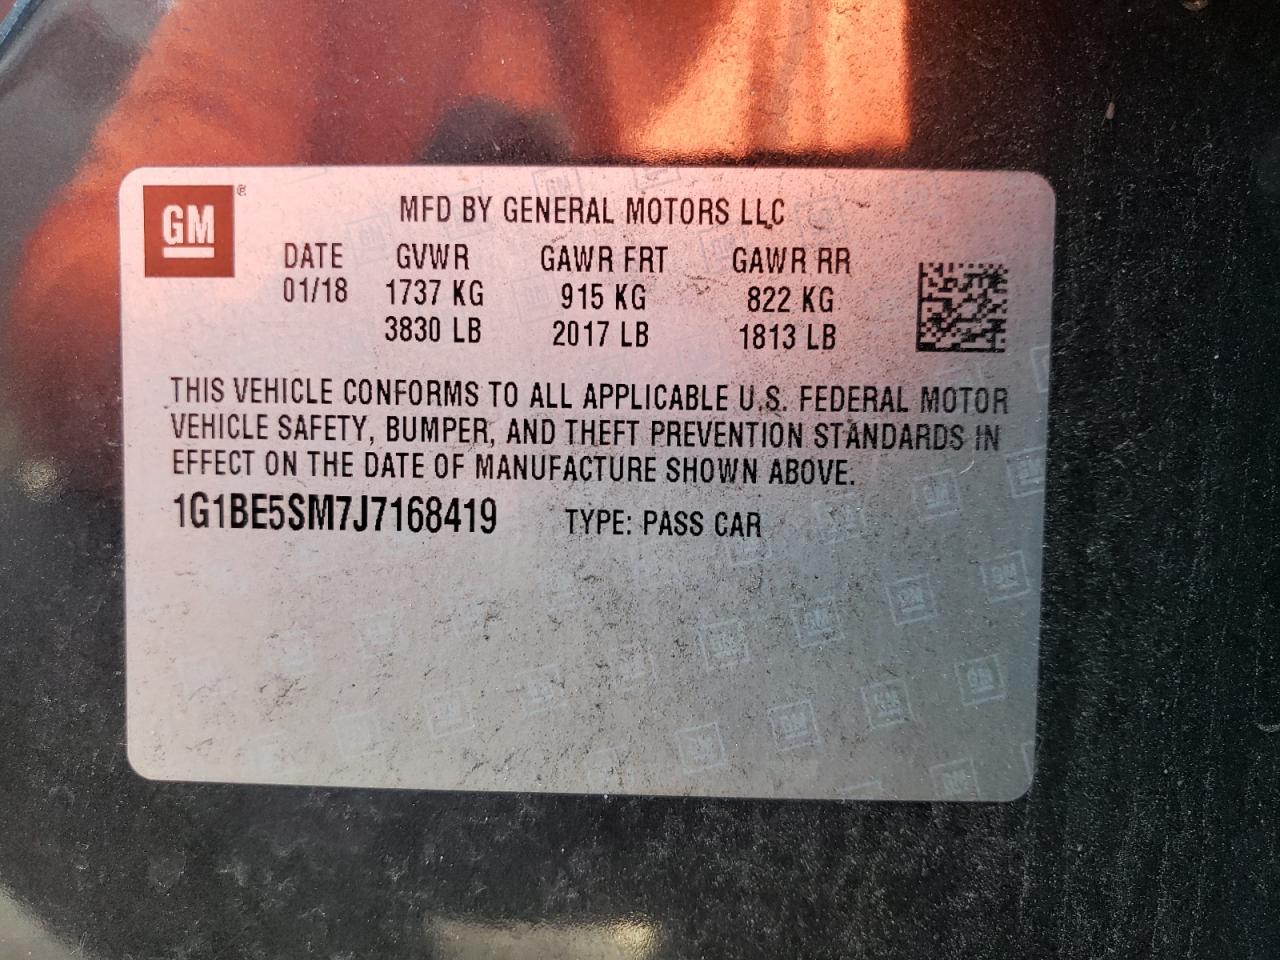 GM ®
MFD BY GENERAL MOTORS LLC
DATE GVWR GAWR FRT GAWR RR
01/18 1737 KG 915 KG 822 KG
3830 LB 2017 LB 1813 LB
THIS VEHICLE CONFORMS TO ALL APPLICABLE U.S. FEDERAL MOTOR
VEHICLE SAFETY, BUMPER, AND THEFT PREVENTION STANDARDS IN
EFFECT ON THE DATE OF MANUFACTURE SHOWN ABOVE.
1G1BE5SM7J7168419 TYPE: PASS CAR